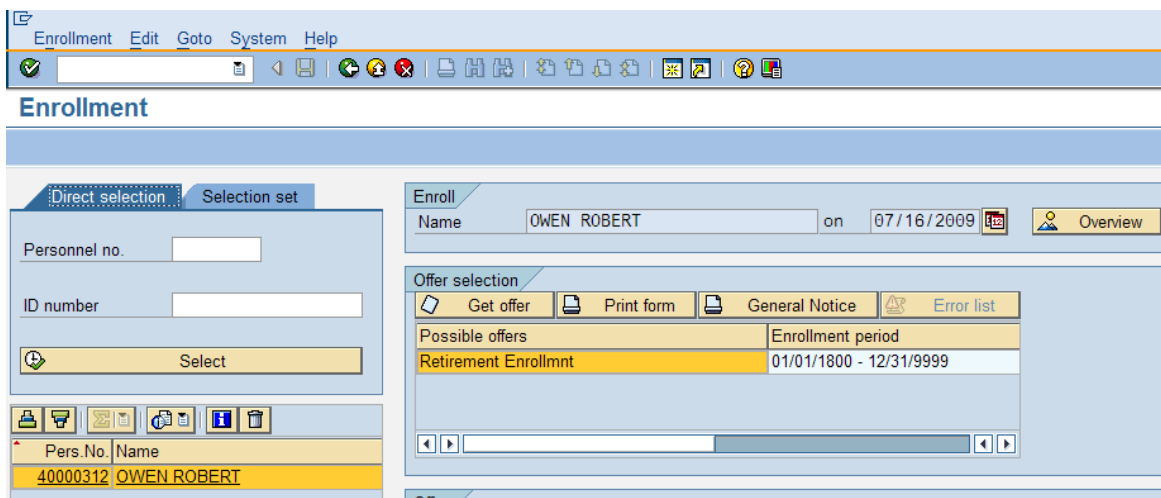 Enrollment Edit Goto System Help
Enrollment
Direct selection Selection set
Personnel no.
ID number
Select
Pers.No. Name
40000312 OWEN ROBERT
Enroll
Name OWEN ROBERT on 07/16/2009 Overview
Offer selection
Get offer Print form General Notice Error list
Possible offers Enrollment period
Retirement Enrollmnt 01/01/1800 - 12/31/9999